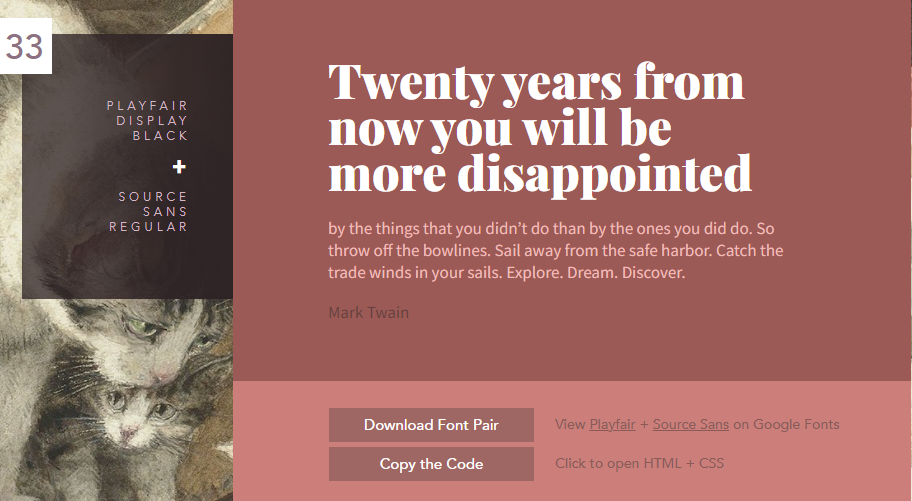 33
PLAYFAIR
DISPLAY
BLACK
+
SOURCE
SANS
REGULAR
Twenty years from
now you will be
more disappointed
by the things that you didn’t do than by the ones you did do. So
throw off the bowlines. Sail away from the safe harbor. Catch the
trade winds in your sails. Explore. Dream. Discover.
Mark Twain
Download Font Pair
View Playfair + Source Sans on Google Fonts
Copy the Code
Click to open HTML + CSS